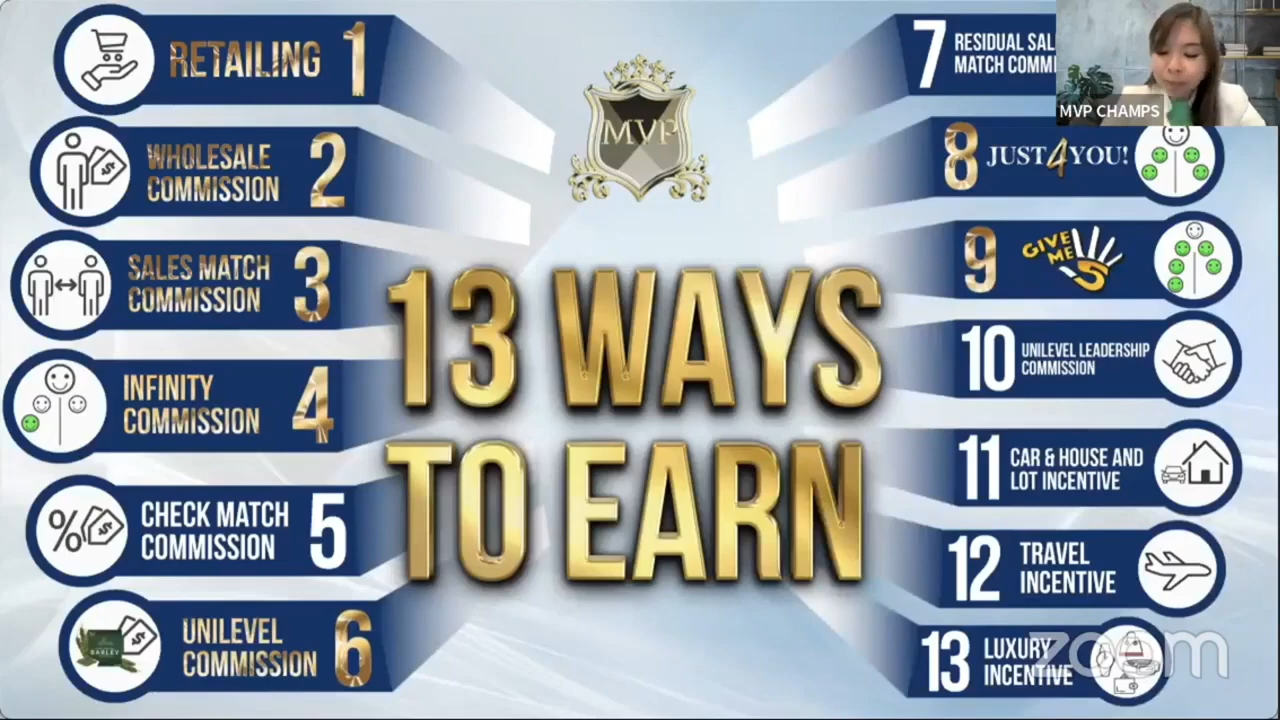 RETAILING 1
WHOLESALE
COMMISSION 2
SALES MATCH
COMMISSION 3
INFINITY
COMMISSION 4
CHECK MATCH
COMMISSION 5
UNILEVEL
COMMISSION 6
BARLEY
MVP
13 WAYS
TO EARN
7 RESIDUAL SAL
MATCH COMMI
MVP CHAMPS
8 JUST4YOU!
9 GIVE
ME 5
10 UNILEVEL LEADERSHIP
COMMISSION
11 CAR & HOUSE AND
LOT INCENTIVE
12 TRAVEL
INCENTIVE
13 LUXURY
INCENTIVE
zoom